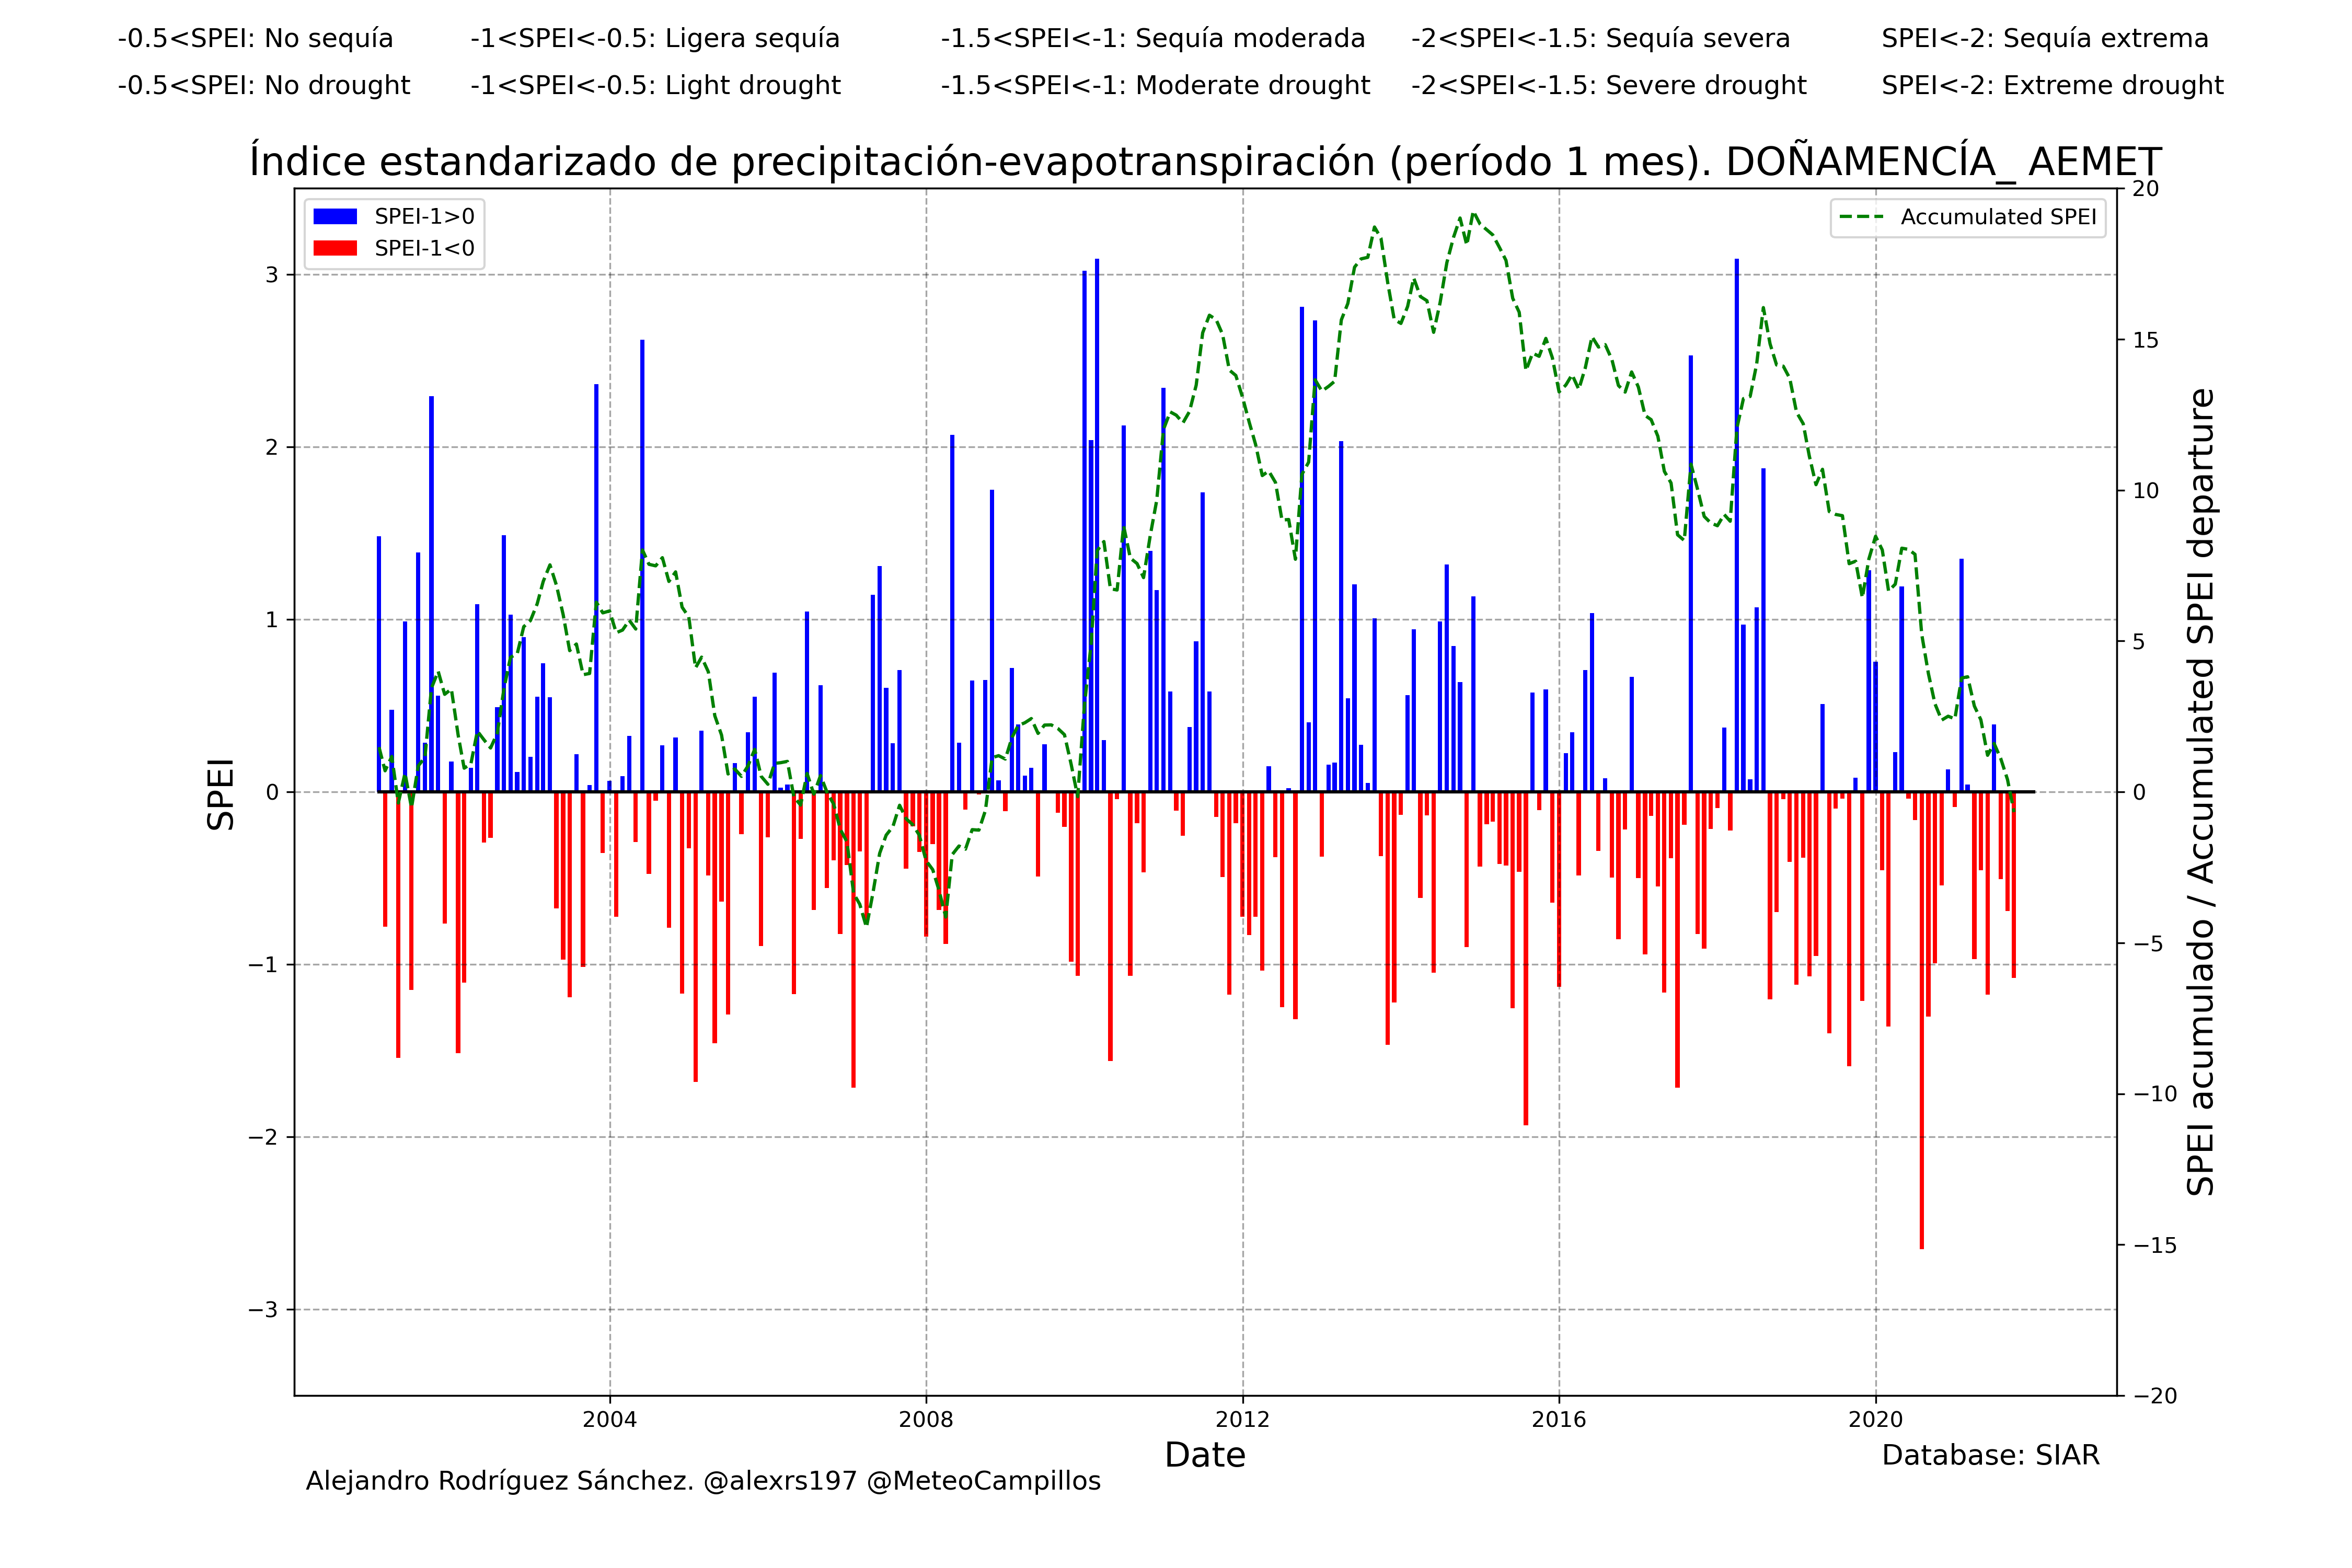 -0.5<SPEI: No sequía -1<SPEI<-0.5: Ligera sequía -1.5<SPEI<-1: Sequía moderada -2<SPEI<-1.5: Sequía severa SPEI<-2: Sequía extrema
-0.5<SPEI: No drought -1<SPEI<-0.5: Light drought -1.5<SPEI<-1: Moderate drought -2<SPEI<-1.5: Severe drought SPEI<-2: Extreme drought
Índice estandarizado de precipitación-evapotranspiración (período 1 mes). DOÑAMENCÍA_ AEMET
SPEI-1>0
SPEI-1<0
Accumulated SPEI
SPEI
3
2
1
0
−1
−2
−3
20
15
10
5
0
−5
−10
−15
−20
SPEI acumulado / Accumulated SPEI departure
2004 2008 2012 2016 2020
Date
Database: SIAR
Alejandro Rodríguez Sánchez. @alexrs197 @MeteoCampillos